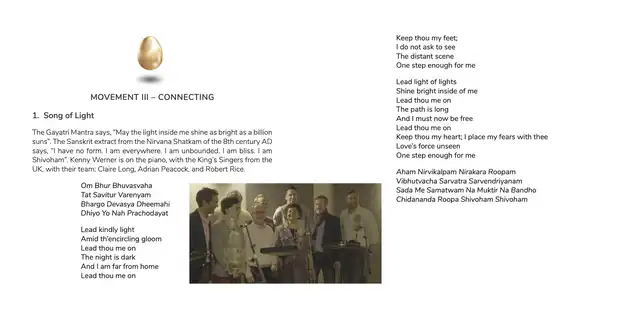 MOVEMENT III – CONNECTING
1. Song of Light
The Gayatri Mantra says, "May the light inside me shine as bright as a billion
suns". The Sanskrit extract from the Nirvana Shatkam of the 8th century AD
says, "I have no form. I am everywhere. I am unbounded. I am bliss. I am
Shivoham". Kenny Werner is on the piano, with the King's Singers from the
UK, with their team: Claire Long, Adrian Peacock, and Robert Rice.
Om Bhur Bhuvasvaha
Tat Savitur Varenyam
Bhargo Devasya Dheemahi
Dhiyo Yo Nah Prachodayat
Lead kindly light
Amid th'encircling gloom
Lead thou me on
The night is dark
And I am far from home
Lead thou me on
Keep thou my feet;
I do not ask to see
The distant scene
One step enough for me
Lead light of lights
Shine bright inside of me
Lead thou me on
The path is long
And I must now be free
Lead thou me on
Keep thou my heart; I place my fears with thee
Love's force unseen
One step enough for me
Aham Nirvikalpam Nirakara Roopam
Vibhutvacha Sarvatra Sarvendriyanam
Sada Me Samatwam Na Muktir Na Bandho
Chidananda Roopa Shivoham Shivoham